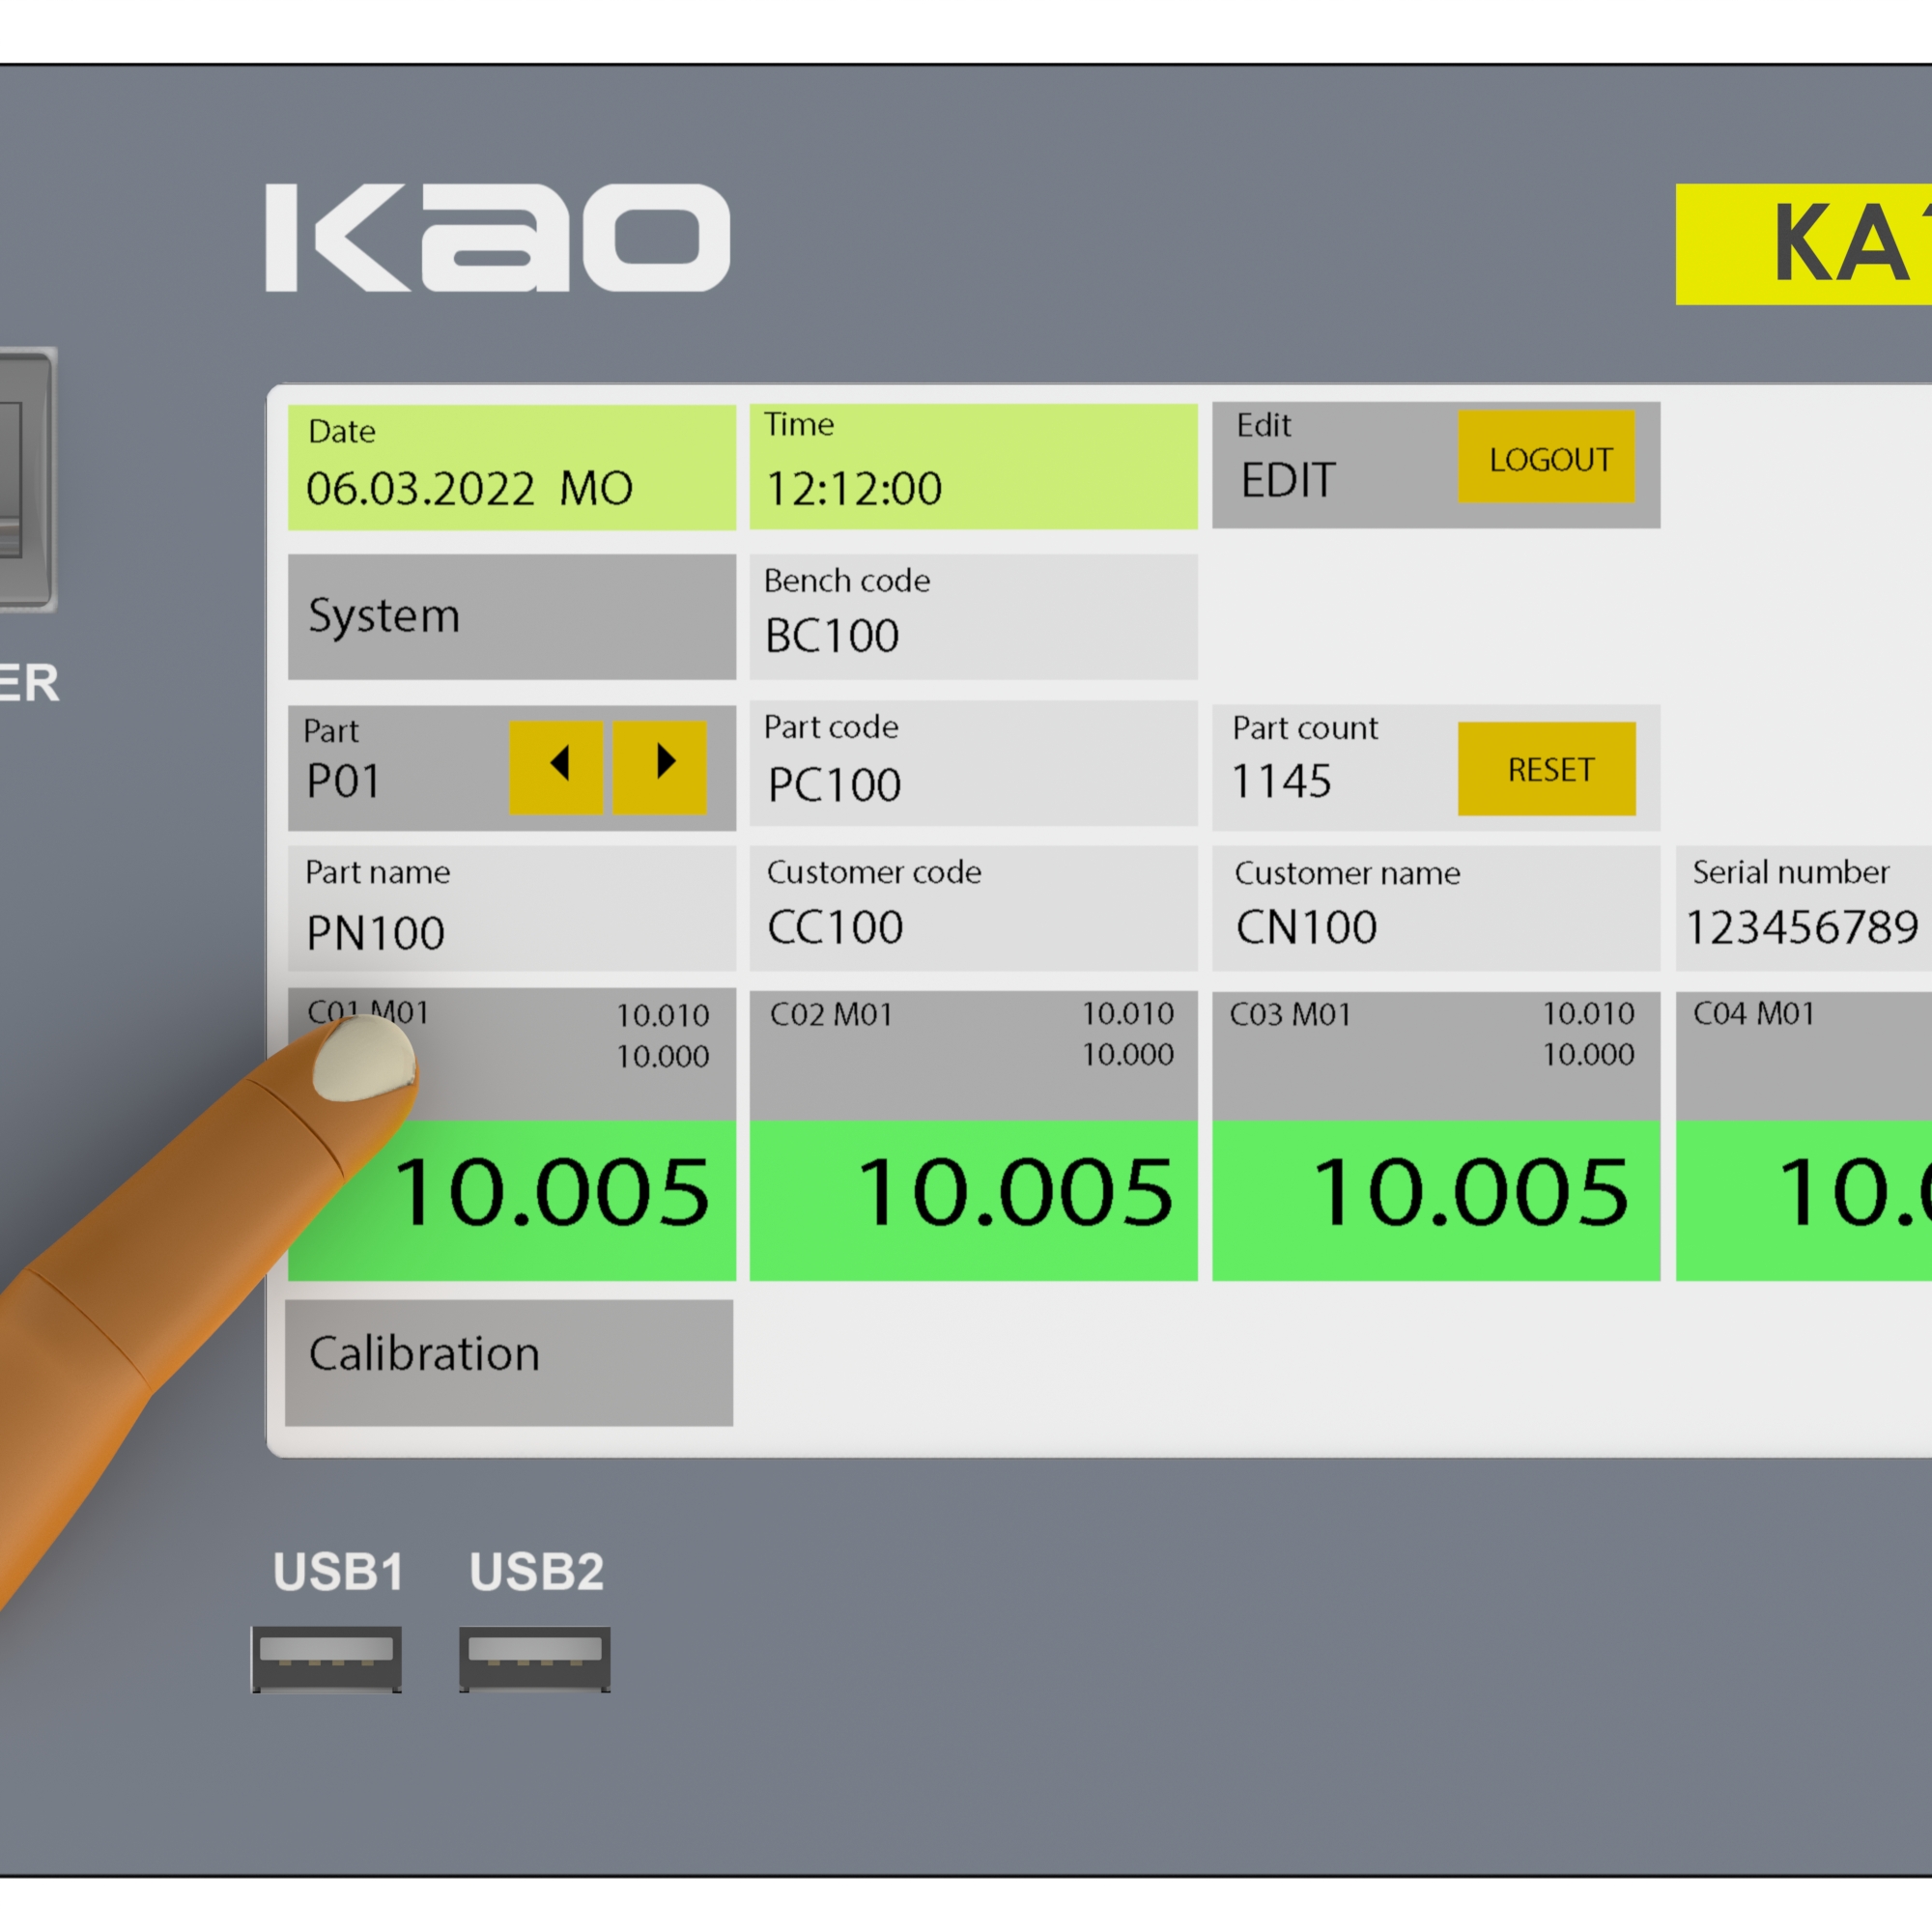 Kao
KA
ER
Date
06.03.2022 MO
Time
12:12:00
Edit
EDIT
LOGOUT
System
Bench code
BC100
Part
P01
Part code
PC100
Part count
1145
RESET
Part name
PN100
Customer code
CC100
Customer name
CN100
Serial number
123456789
C01 M01
10.010
10.000
10.005
C02 M01
10.010
10.000
10.005
C03 M01
10.010
10.000
10.005
C04 M01
10.
Calibration
USB1 USB2